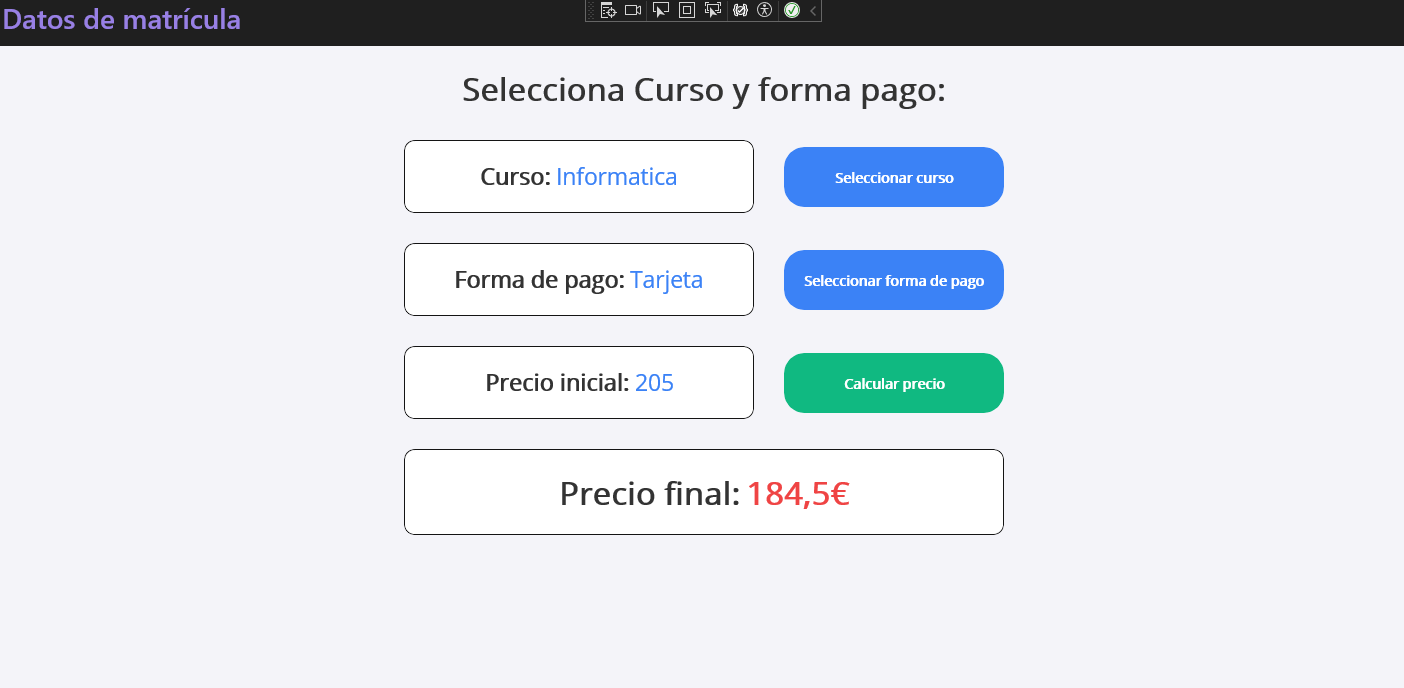 Datos de matrícula
Selecciona Curso y forma pago:
Curso: Informatica
Seleccionar curso
Forma de pago: Tarjeta
Seleccionar forma de pago
Precio inicial: 205
Calcular precio
Precio final: 184,5€